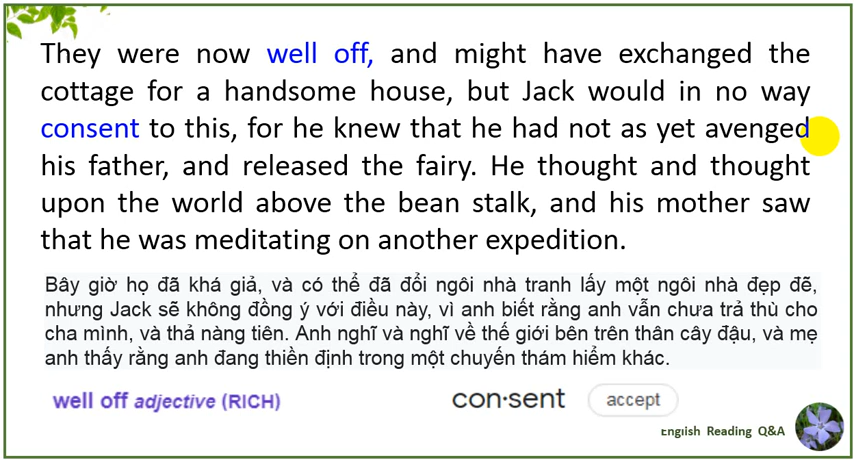 They were now well off, and might have exchanged the
cottage for a handsome house, but Jack would in no way
consent to this, for he knew that he had not as yet avenged
his father, and released the fairy. He thought and thought
upon the world above the bean stalk, and his mother saw
that he was meditating on another expedition.
Bây giờ họ đã khá giả, và có thể đã đổi ngôi nhà tranh lấy một ngôi nhà đẹp đẽ,
nhưng Jack sẽ không đồng ý với điều này, vì anh biết rằng anh vẫn chưa trả thù cho
cha mình, và thả nàng tiên. Anh nghĩ và nghĩ về thế giới bên trên thân cây đậu, và mẹ
anh thấy rằng anh đang thiền định trong một chuyến thám hiểm khác.
well off adjective (RICH)
con·sent accept
English Reading Q&A